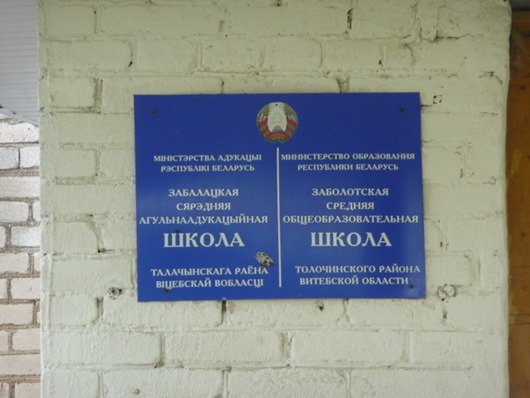 МІНІСТЭРСТВА АДУКАЦЫІ
РЭСПУБЛІКІ БЕЛАРУСЬ
ЗАБАЛАЦКАЯ
СЯРЭДНЯЯ
АГУЛЬНААДУКАЦЫЙНАЯ
ШКОЛА
ТАЛАЧЫНСКАГА РАЁНА
ВІЦЕБСКАЙ ВОБЛАСЦІ
МИНИСТЕРСТВО ОБРАЗОВАНИЯ
РЕСПУБЛИКИ БЕЛАРУСЬ
ЗАБОЛОТСКАЯ
СРЕДНЯЯ
ОБЩЕОБРАЗОВАТЕЛЬНАЯ
ШКОЛА
ТОЛОЧИНСКОГО РАЙОНА
ВИТЕБСКОЙ ОБЛАСТИ